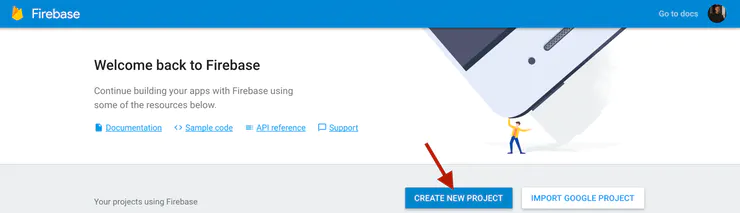 Firebase
Go to docs
Welcome back to Firebase
Continue building your apps with Firebase using
some of the resources below.
Documentation
Sample code
API reference
Support
Your projects using Firebase
CREATE NEW PROJECT
IMPORT GOOGLE PROJECT